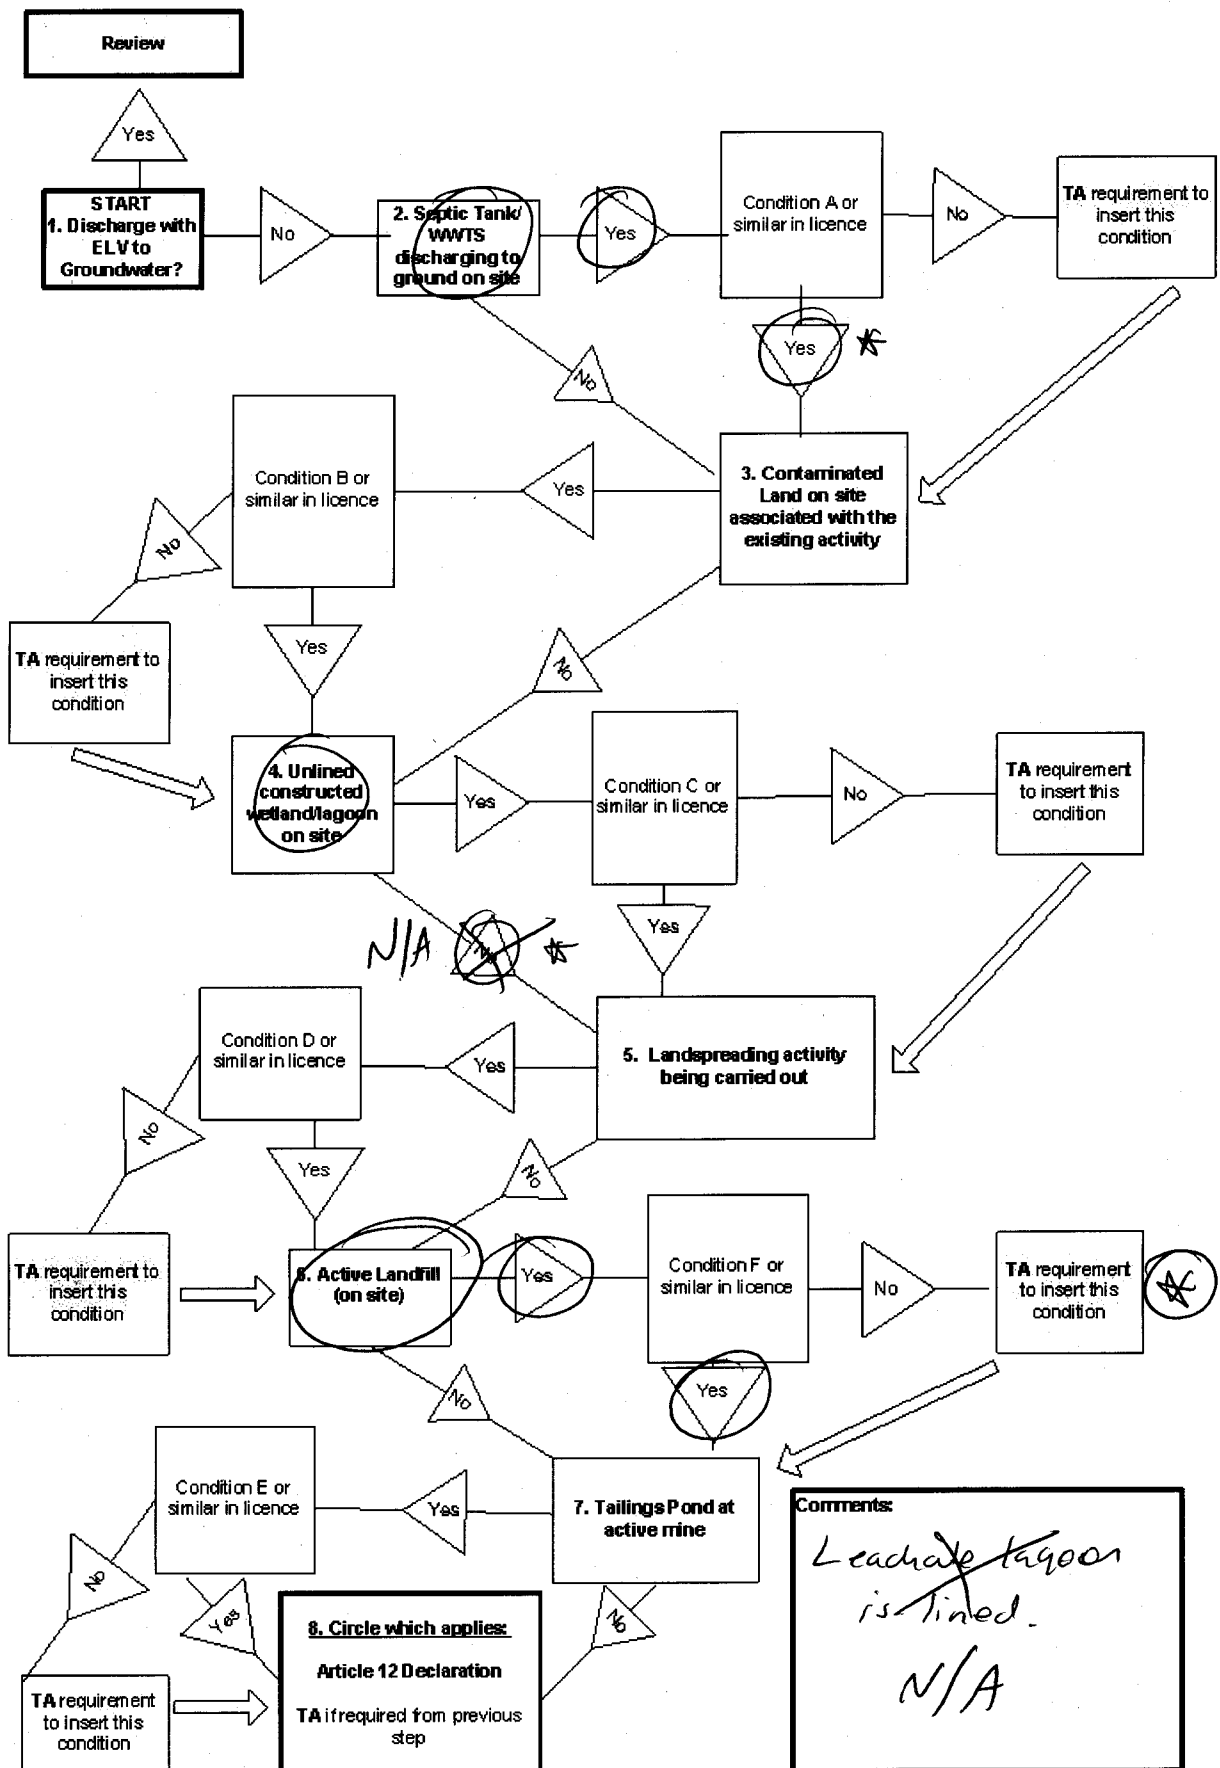 Review
Yes
START
1. Discharge with
ELV to
Groundwater?
No
2. Septic Tank/
WWTS
discharging to
ground on site
Yes
Condition A or
similar in licence
No
TA requirement to
insert this
condition
Yes
No
3. Contaminated
Land on site
associated with the
existing activity
Yes
Condition B or
similar in licence
No
TA requirement to
insert this
condition
Yes
No
4. Unlined
constructed
wetland/lagoon
on site
Yes
Condition C or
similar in licence
No
TA requirement
to insert this
condition
Yes
N/A
No
5. Landspreading activity
being carried out
Yes
Condition D or
similar in licence
No
TA requirement to
insert this
condition
Yes
No
6. Active Landfill
(on site)
Yes
Condition F or
similar in licence
No
TA requirement
to insert this
condition
Yes
No
7. Tailings Pond at
active mine
Yes
Condition E or
similar in licence
No
TA requirement
to insert this
condition
Yes
No
8. Circle which applies:
Article 12 Declaration
TA if required from previous
step
Comments:
Leachate lagoon
is lined.
N/A